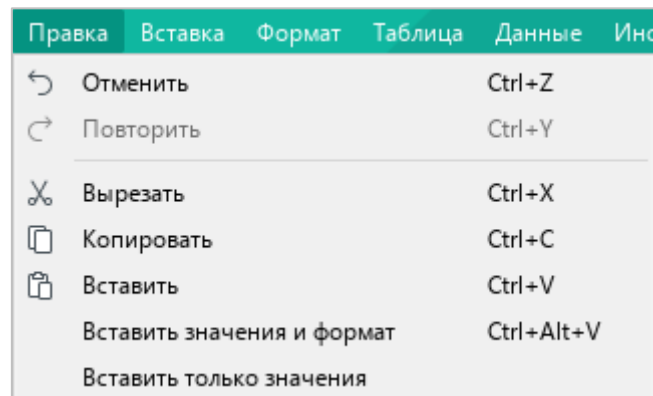 Правка Вставка Формат Таблица Данные
Отменить Ctrl+Z
Повторить Ctrl+Y
Вырезать Ctrl+X
Копировать Ctrl+C
Вставить Ctrl+V
Вставить значения и формат Ctrl+Alt+V
Вставить только значения